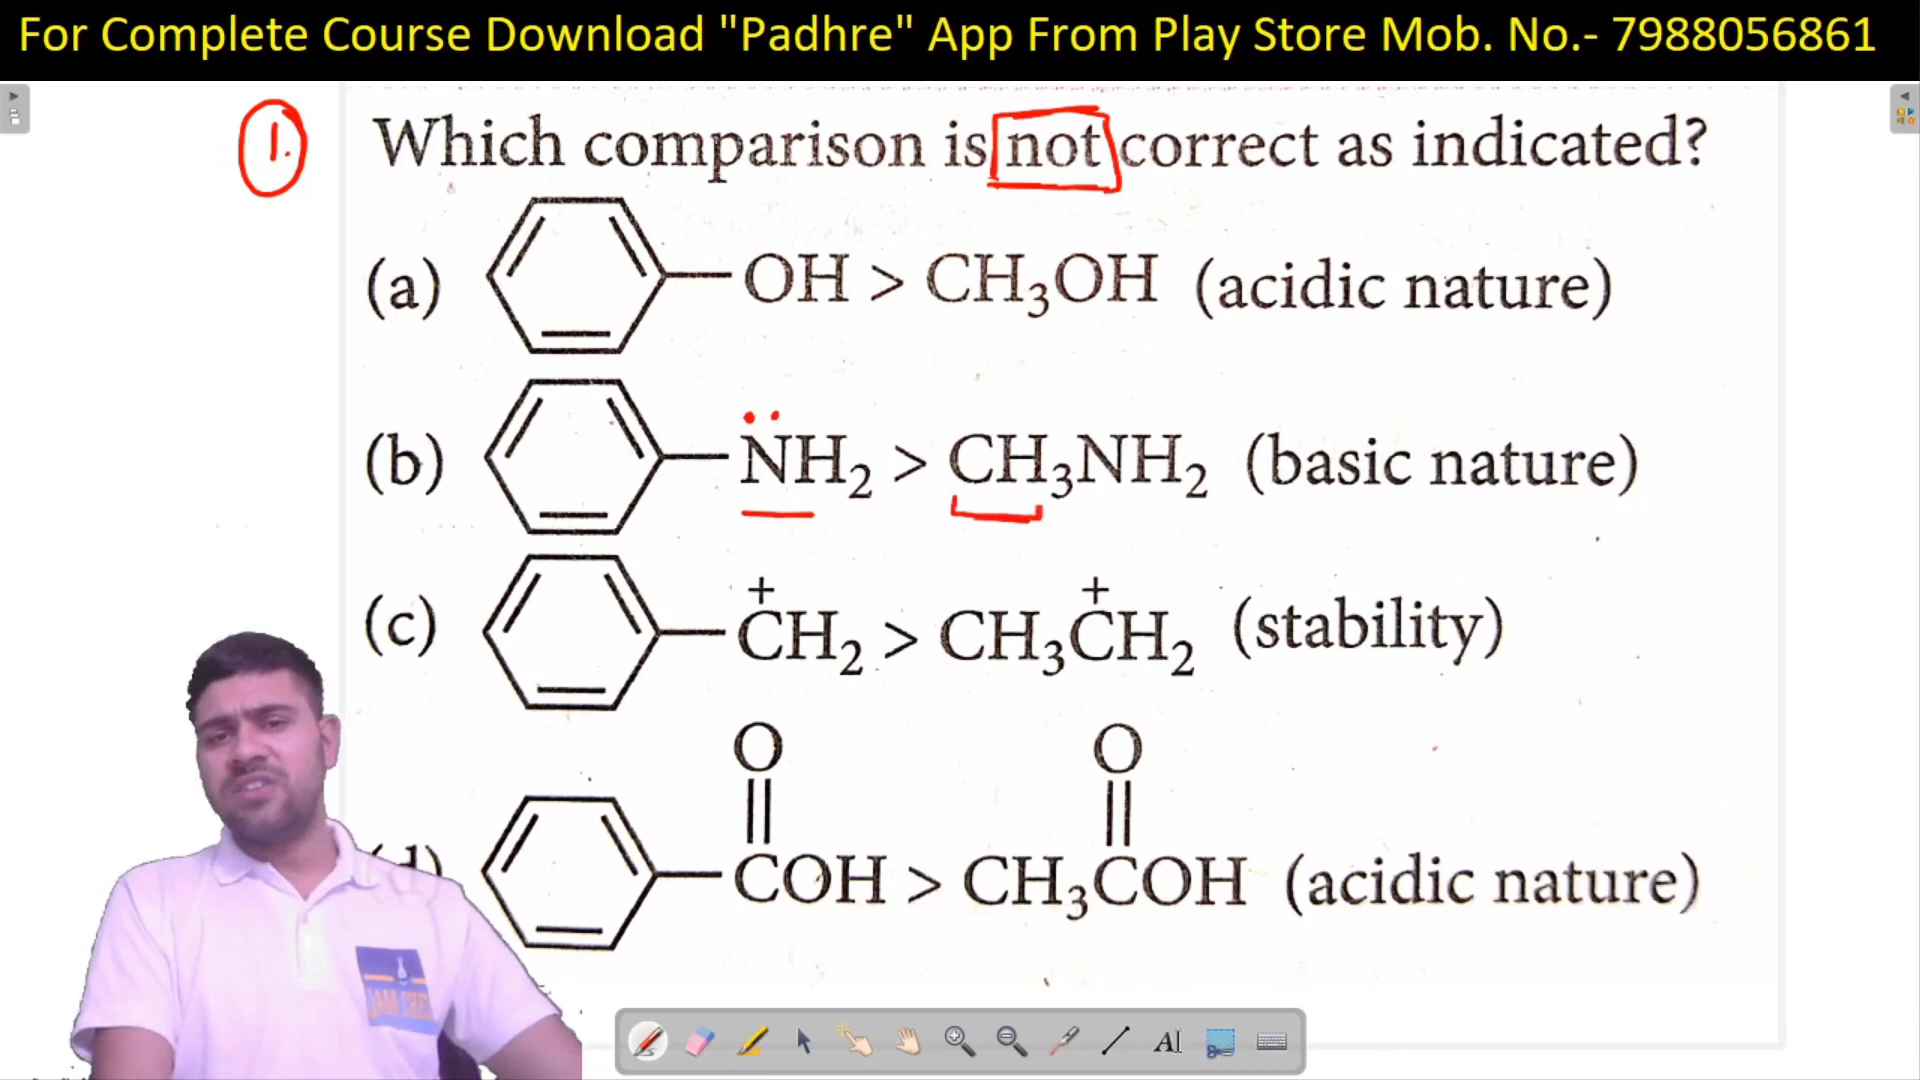 For Complete Course Download "Padhre" App From Play Store Mob. No.- 7988056861
1. Which comparison is not correct as indicated?
(a) OH > CH₃OH (acidic nature)
(b) N̈H₂ > CH₃NH₂ (basic nature)
(c) + +
CH₂ > CH₃CH₂ (stability)
O O
(d) COH > CH₃COH (acidic nature)
A